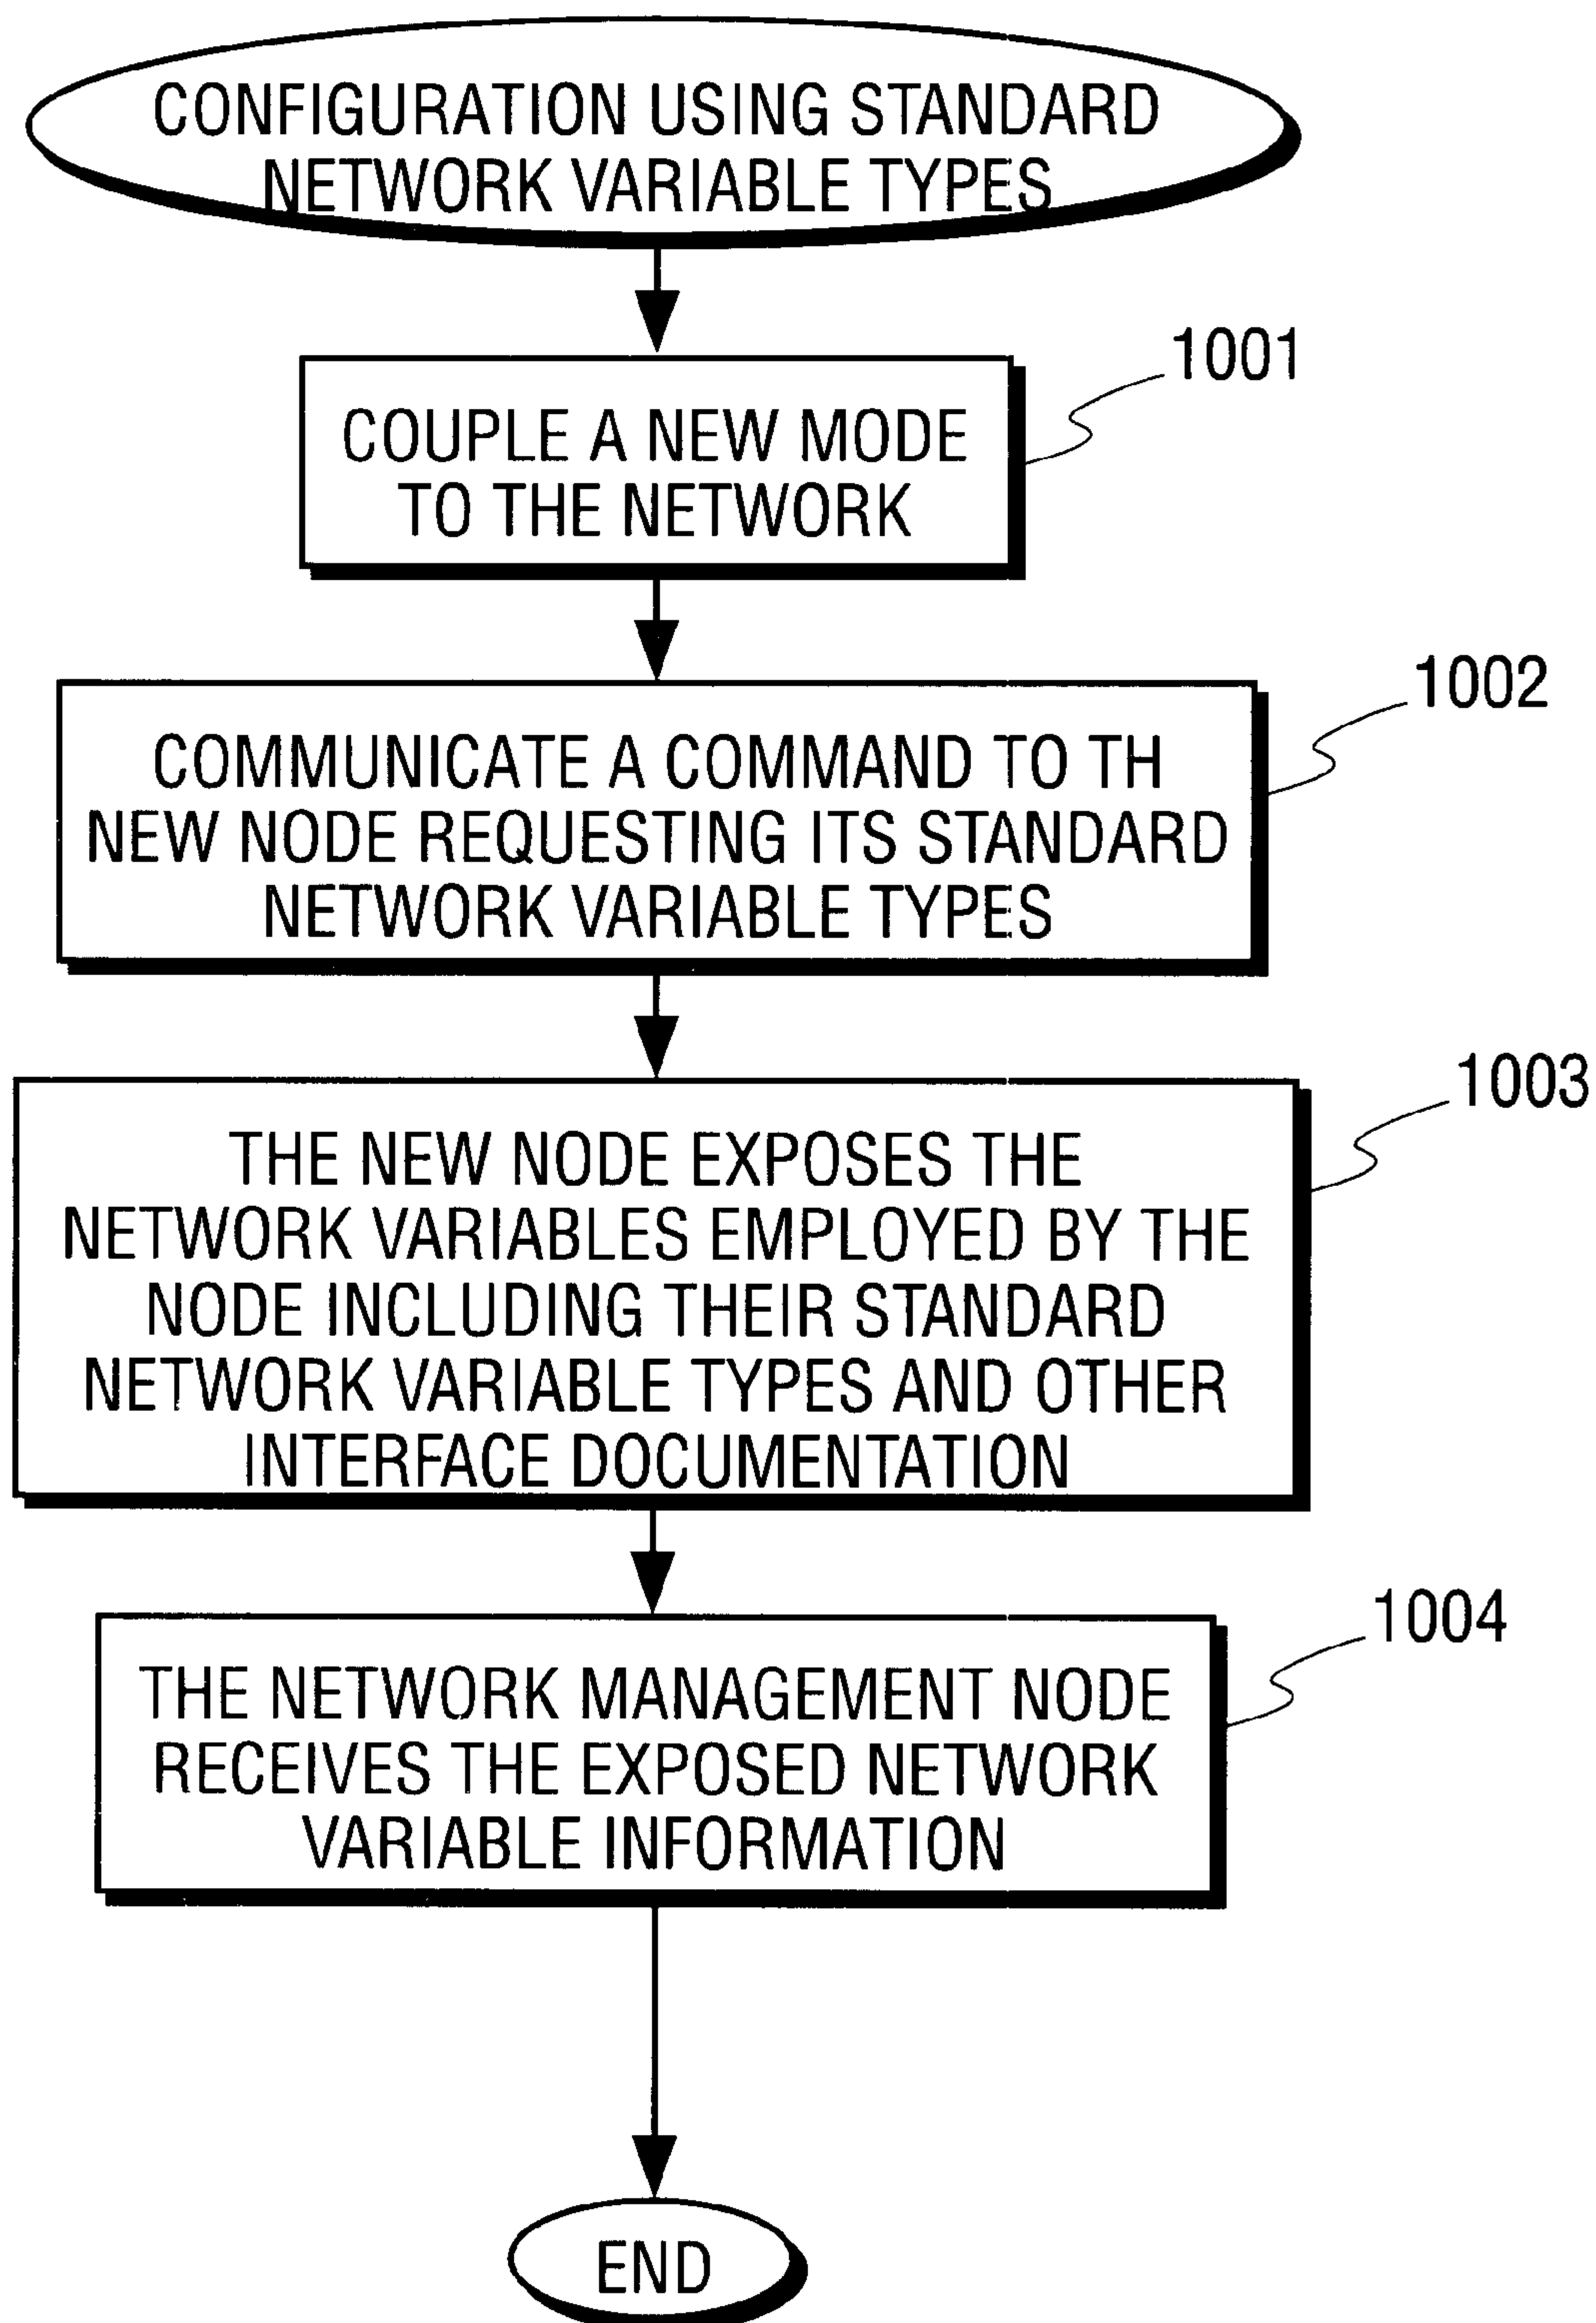 CONFIGURATION USING STANDARD
NETWORK VARIABLE TYPES
1001
COUPLE A NEW MODE
TO THE NETWORK
1002
COMMUNICATE A COMMAND TO TH
NEW NODE REQUESTING ITS STANDARD
NETWORK VARIABLE TYPES
1003
THE NEW NODE EXPOSES THE
NETWORK VARIABLES EMPLOYED BY THE
NODE INCLUDING THEIR STANDARD
NETWORK VARIABLE TYPES AND OTHER
INTERFACE DOCUMENTATION
1004
THE NETWORK MANAGEMENT NODE
RECEIVES THE EXPOSED NETWORK
VARIABLE INFORMATION
END